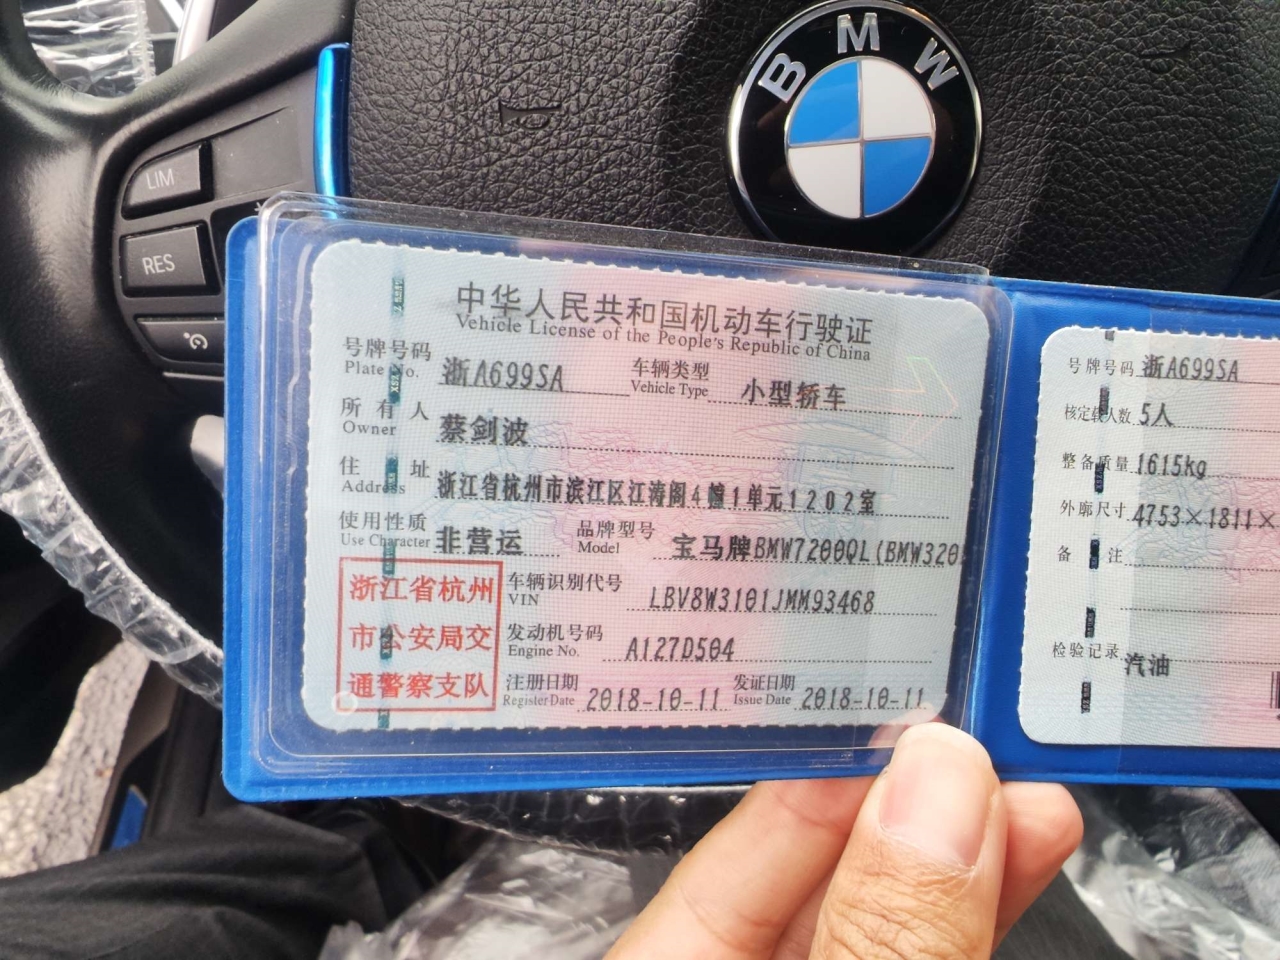 BMW
LIM
RES
中华人民共和国机动车行驶证
Vehicle License of the People's Republic of China
号牌号码 浙A699SA 车辆类型 小型轿车
Plate No. Vehicle Type
所有人 蔡剑波
Owner
住址 浙江省杭州市滨江区江涛阁4幢1单元1202室
Address
使用性质 非营运 品牌型号 宝马牌BMW7200QL(BMW320
Use Character Model
浙江省杭州
市公安局交
通警察支队
车辆识别代号 LBV8W3101JMM93468
VIN
发动机号码 A127D504
Engine No.
注册日期 2018-10-11 发证日期 2018-10-11
Register Date Issue Date
号牌号码 浙A699SA
核定载人数 5人
整备质量 1615kg
外廓尺寸 4753×1811×
备注
检验记录 汽油